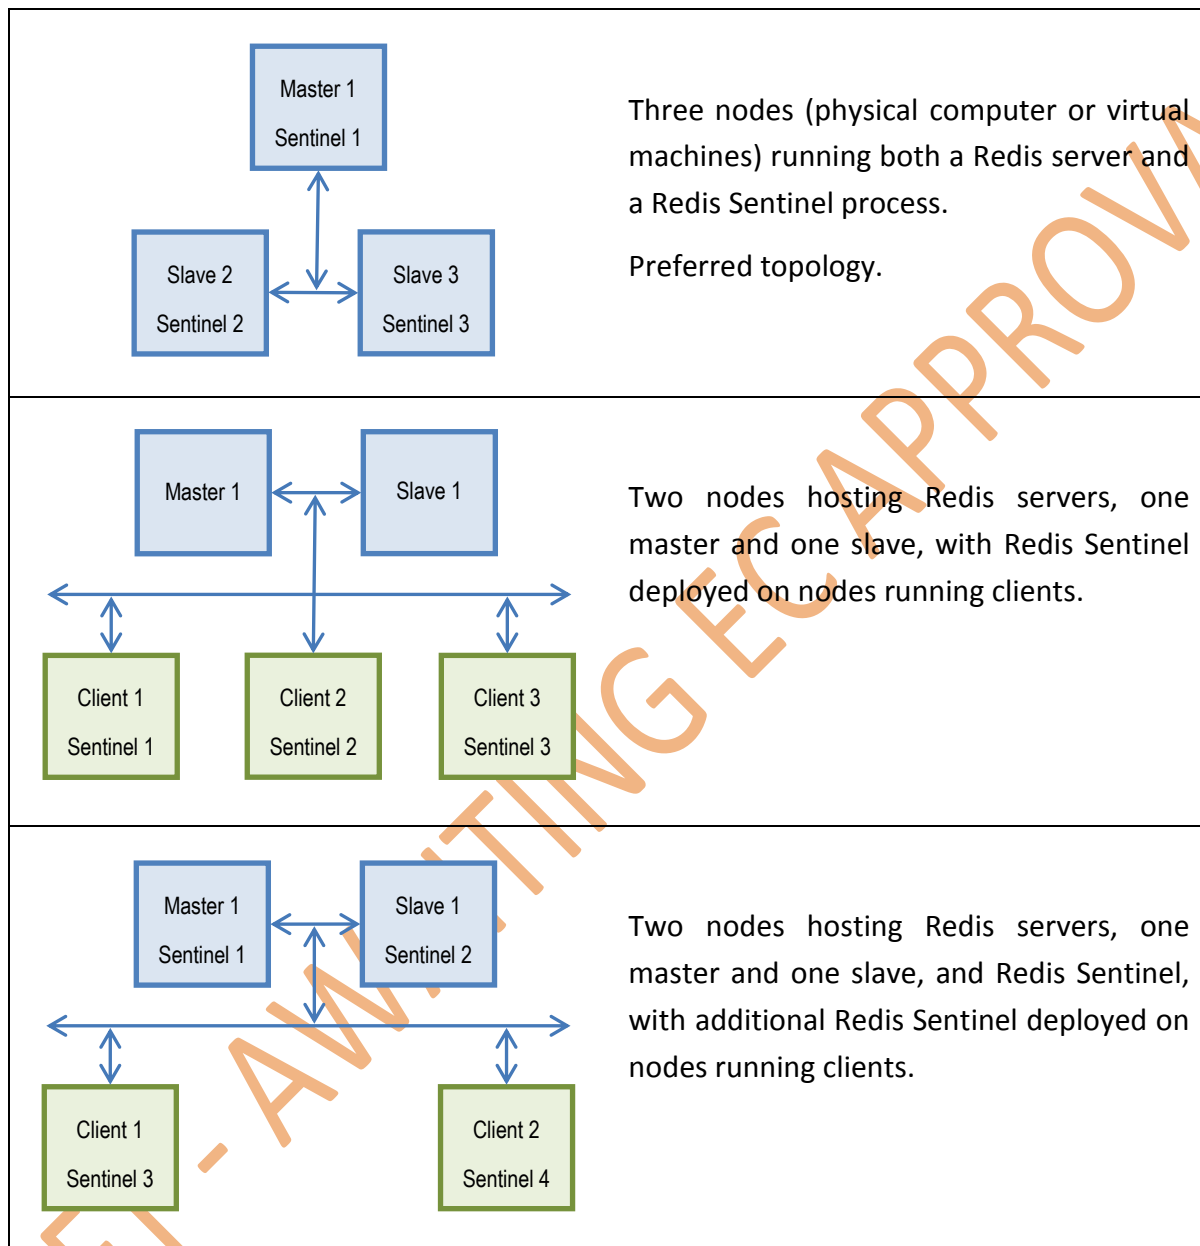 Master 1
Sentinel 1
Slave 2
Sentinel 2
Slave 3
Sentinel 3
Three nodes (physical computer or virtual
machines) running both a Redis server and
a Redis Sentinel process.
Preferred topology.
Master 1
Slave 1
Client 1
Sentinel 1
Client 2
Sentinel 2
Client 3
Sentinel 3
Two nodes hosting Redis servers, one
master and one slave, with Redis Sentinel
deployed on nodes running clients.
Master 1
Sentinel 1
Slave 1
Sentinel 2
Client 1
Sentinel 3
Client 2
Sentinel 4
Two nodes hosting Redis servers, one
master and one slave, and Redis Sentinel,
with additional Redis Sentinel deployed on
nodes running clients.
- AWAITING EC APPROVA